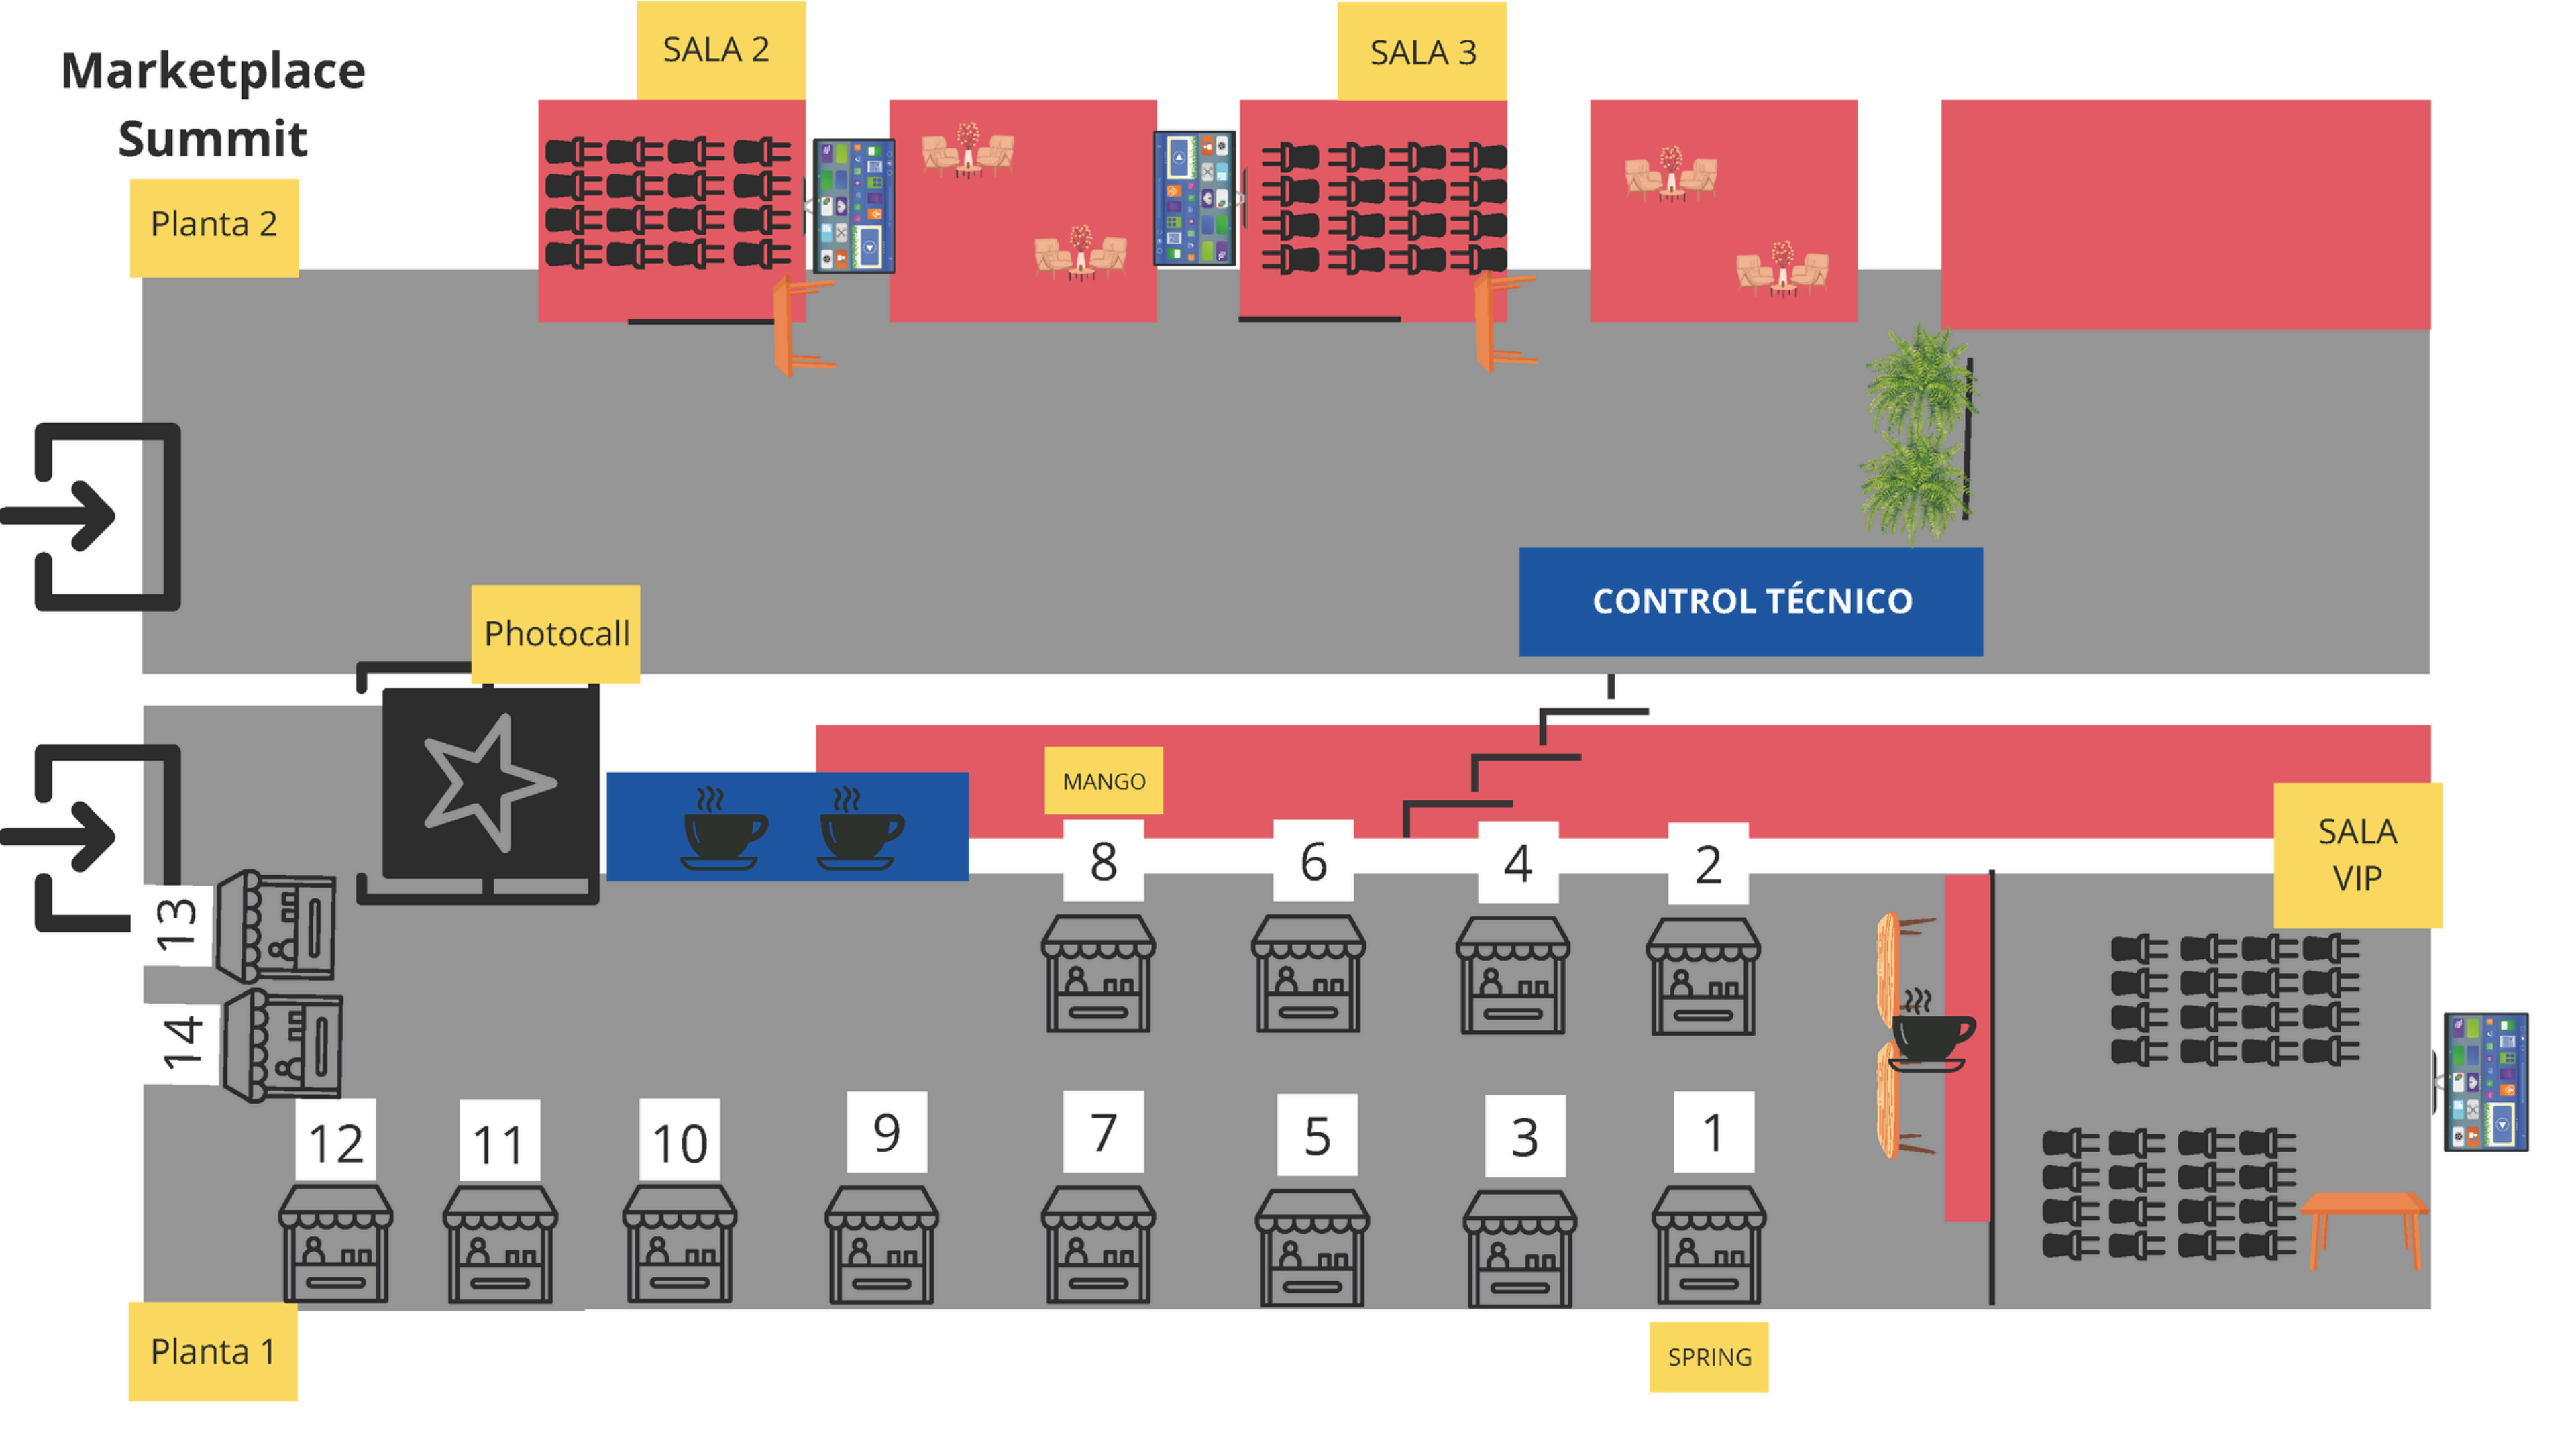 Marketplace
Summit
Planta 2
SALA 2
SALA 3
CONTROL TÉCNICO
Photocall
MANGO
SALA
VIP
8
6
4
2
13
14
12
11
10
9
7
5
3
1
Planta 1
SPRING